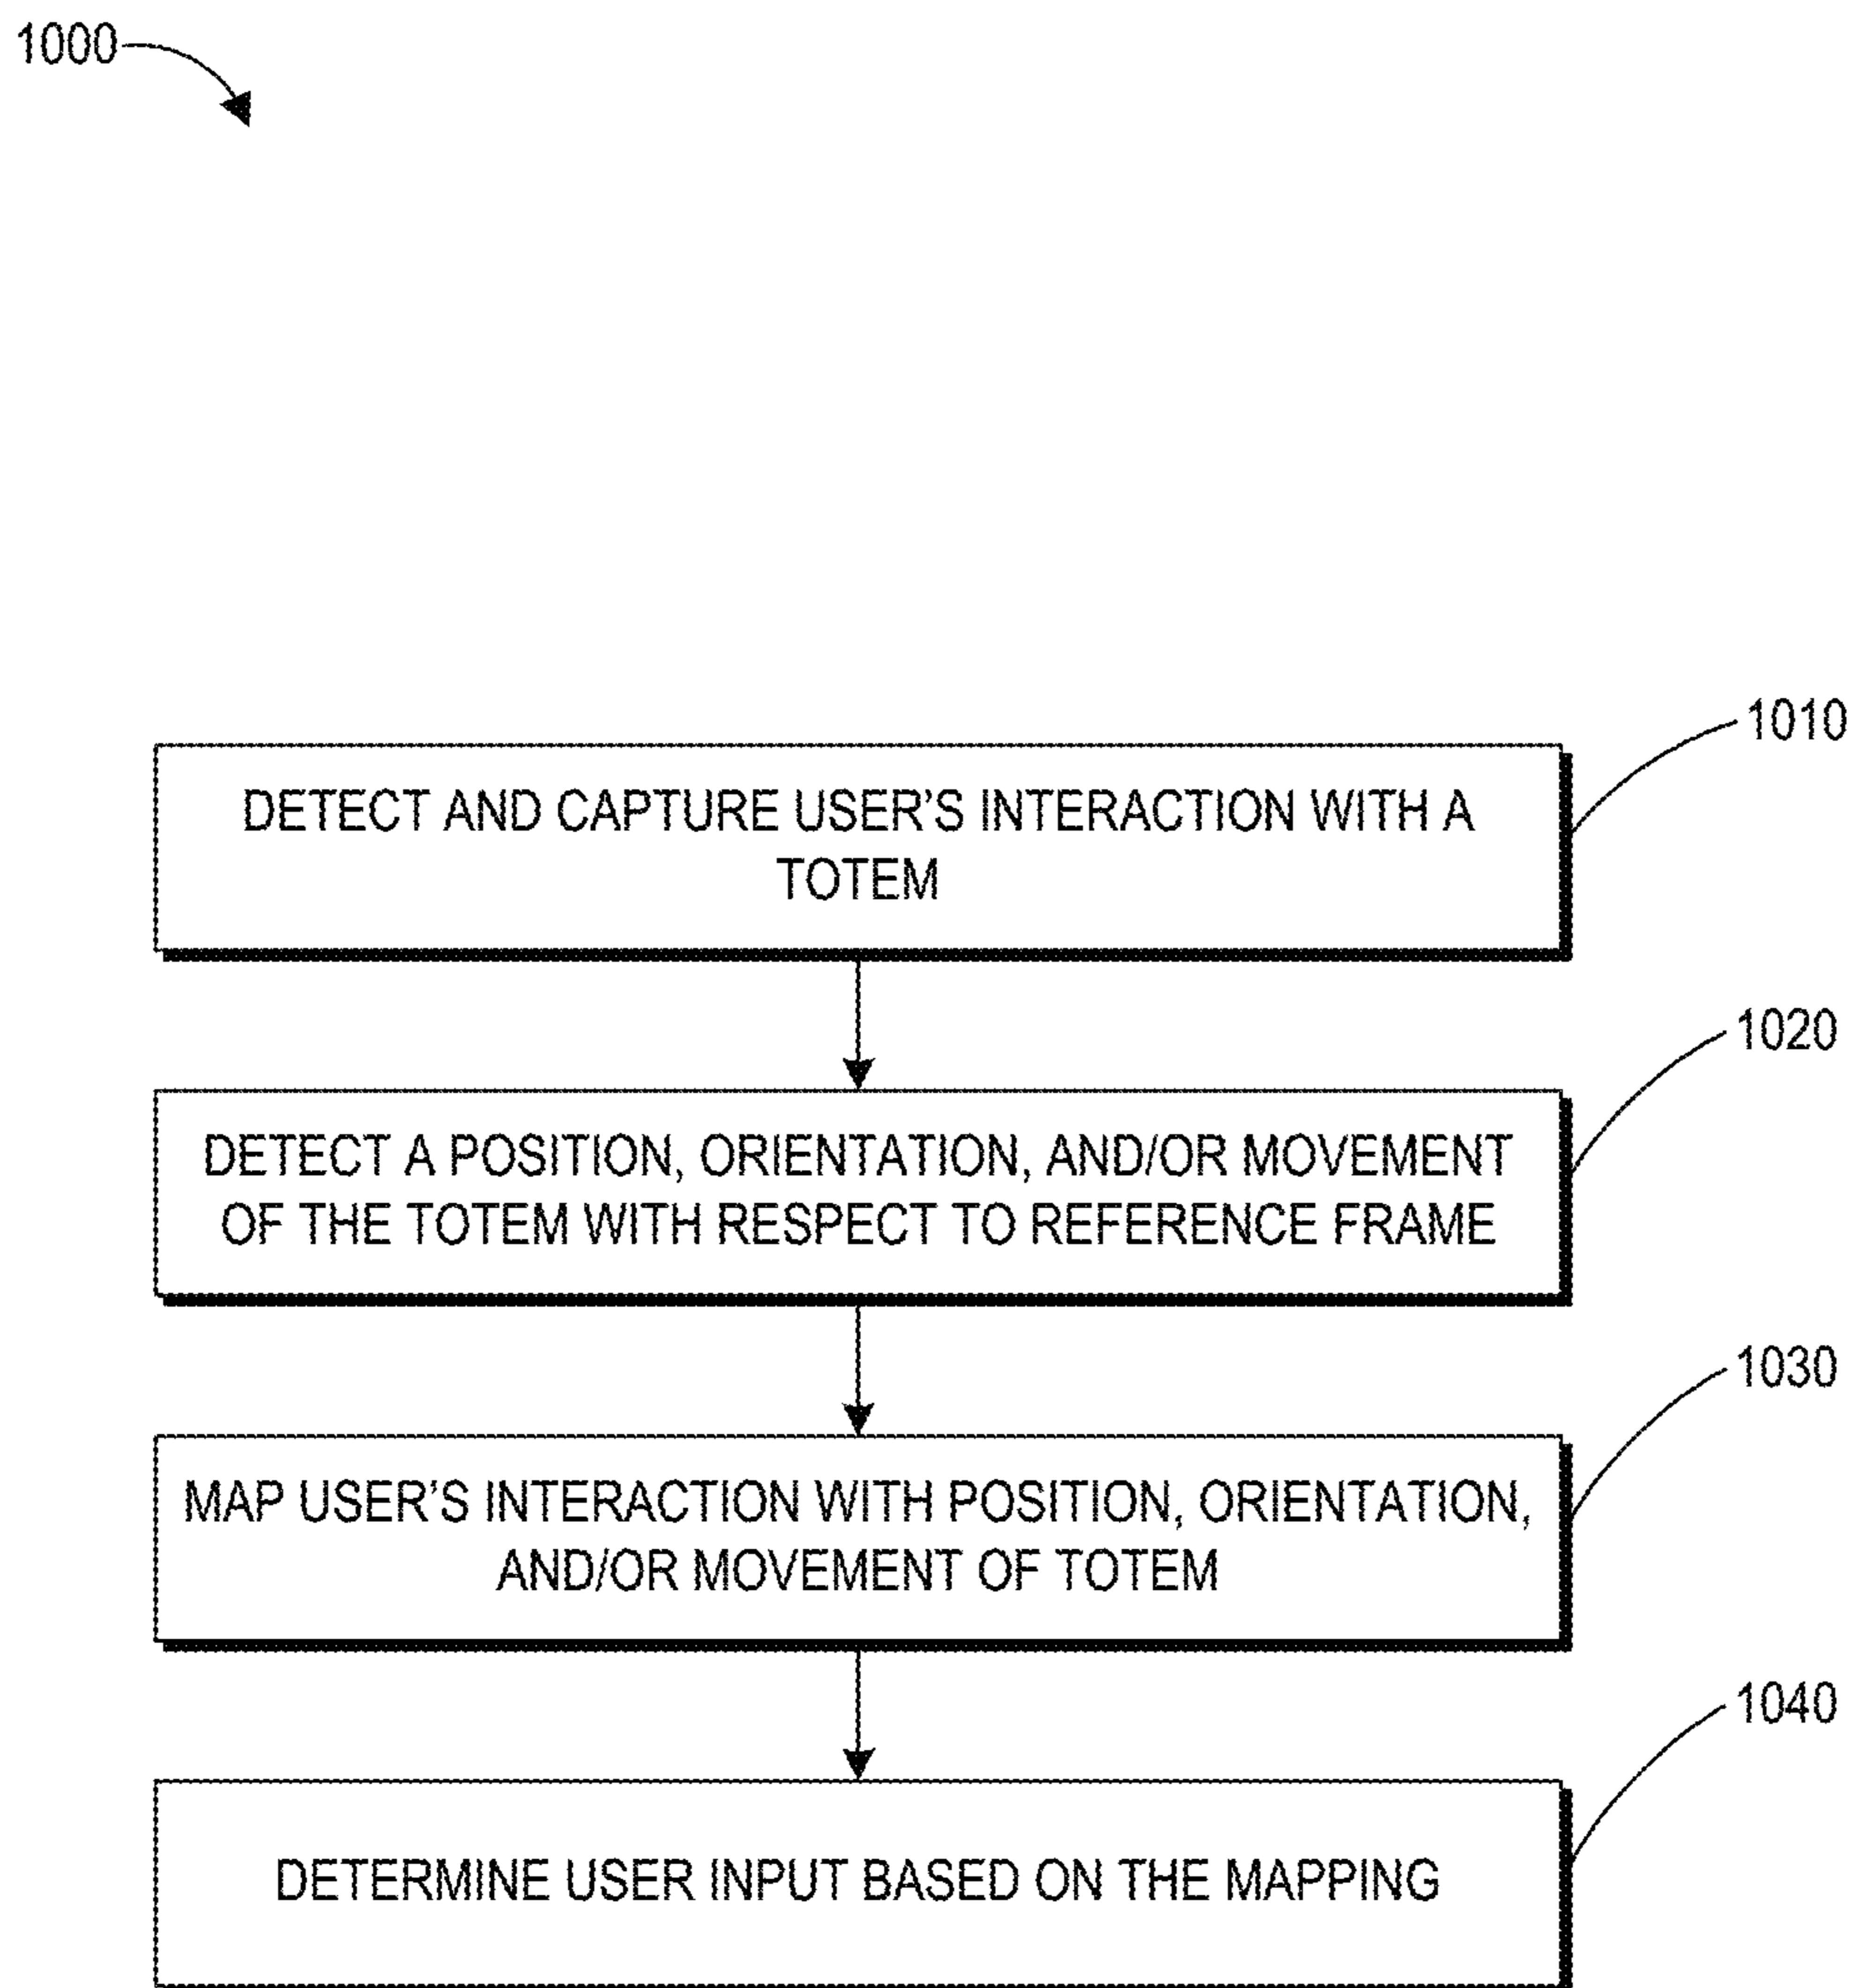 1000
1010
DETECT AND CAPTURE USER'S INTERACTION WITH A
TOTEM
1020
DETECT A POSITION, ORIENTATION, AND/OR MOVEMENT
OF THE TOTEM WITH RESPECT TO REFERENCE FRAME
1030
MAP USER'S INTERACTION WITH POSITION, ORIENTATION,
AND/OR MOVEMENT OF TOTEM
1040
DETERMINE USER INPUT BASED ON THE MAPPING